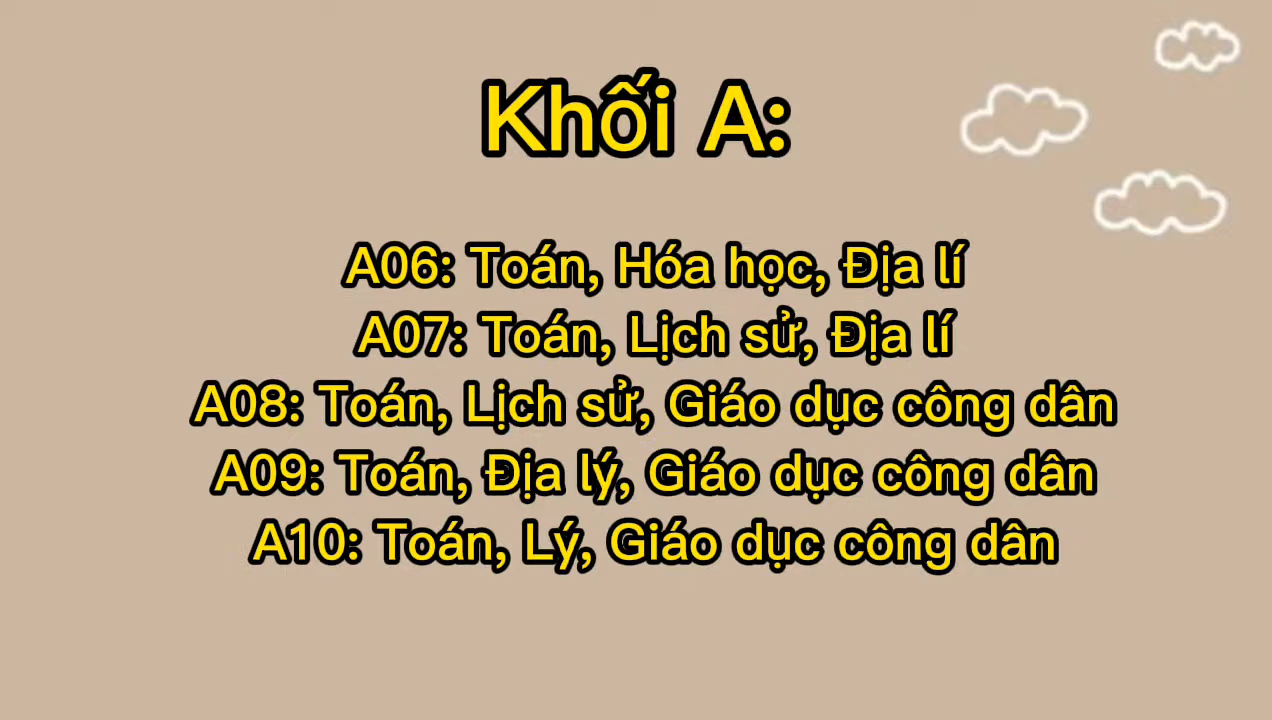 Khối A:
A06: Toán, Hóa học, Địa lí
A07: Toán, Lịch sử, Địa lí
A08: Toán, Lịch sử, Giáo dục công dân
A09: Toán, Địa lý, Giáo dục công dân
A10: Toán, Lý, Giáo dục công dân